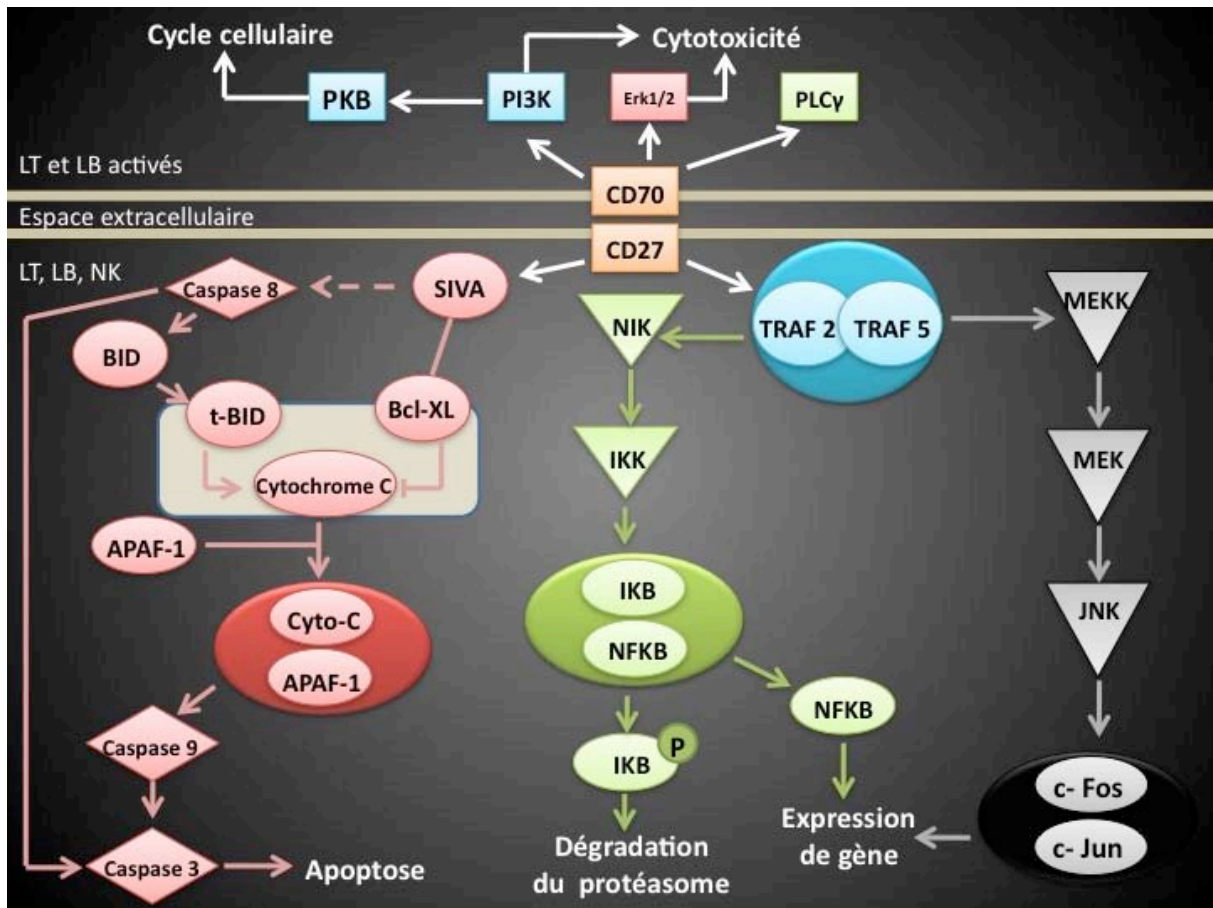 Cycle cellulaire
Cytotoxicité
PKB
PI3K
Erk1/2
PLCγ
LT et LB activés
CD70
Espace extracellulaire
CD27
LT, LB, NK
Caspase 8
SIVA
NIK
TRAF 2
TRAF 5
MEKK
BID
t-BID
Bcl-XL
IKK
MEK
Cytochrome C
APAF-1
IKB
NFKB
JNK
Cyto-C
APAF-1
NFKB
Caspase 9
IKB
P
c- Fos
c- Jun
Expression
de gène
Dégradation
du protéasome
Caspase 3
Apoptose